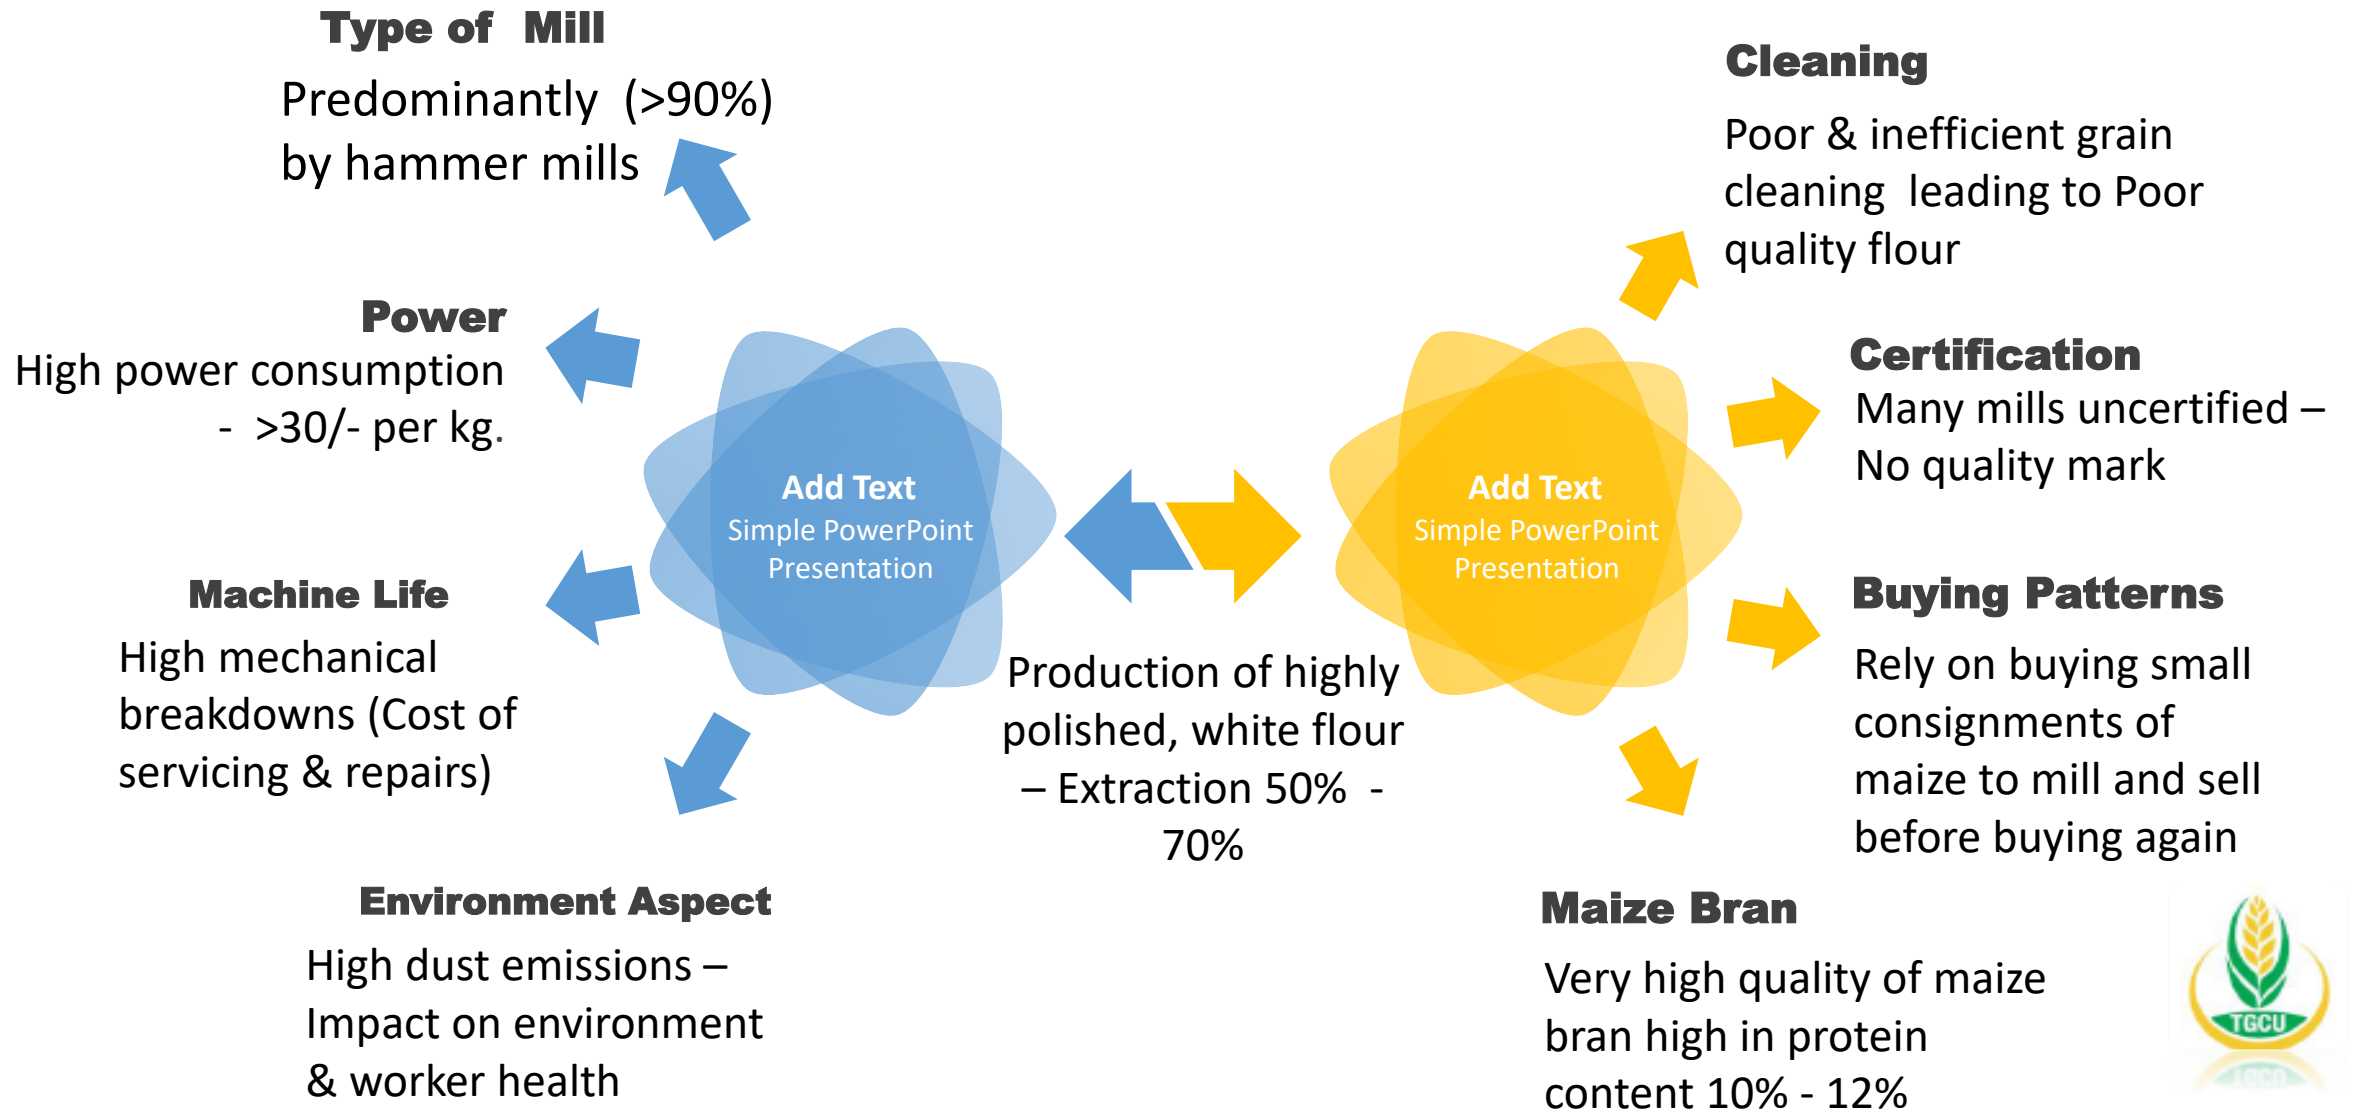 Type of  Mill
Predominantly  (>90%)
by hammer mills
Power
High power consumption
-  >30/- per kg.
Machine Life
High mechanical
breakdowns (Cost of
servicing & repairs)
Environment Aspect
High dust emissions –
Impact on environment
& worker health
Add Text
Simple PowerPoint
Presentation
Production of highly
polished, white flour
– Extraction 50%  -
70%
Add Text
Simple PowerPoint
Presentation
Cleaning
Poor & inefficient grain
cleaning  leading to Poor
quality flour
Certification
Many mills uncertified –
No quality mark
Buying Patterns
Rely on buying small
consignments of
maize to mill and sell
before buying again
Maize Bran
Very high quality of maize
bran high in protein
content 10% - 12%
TGCU